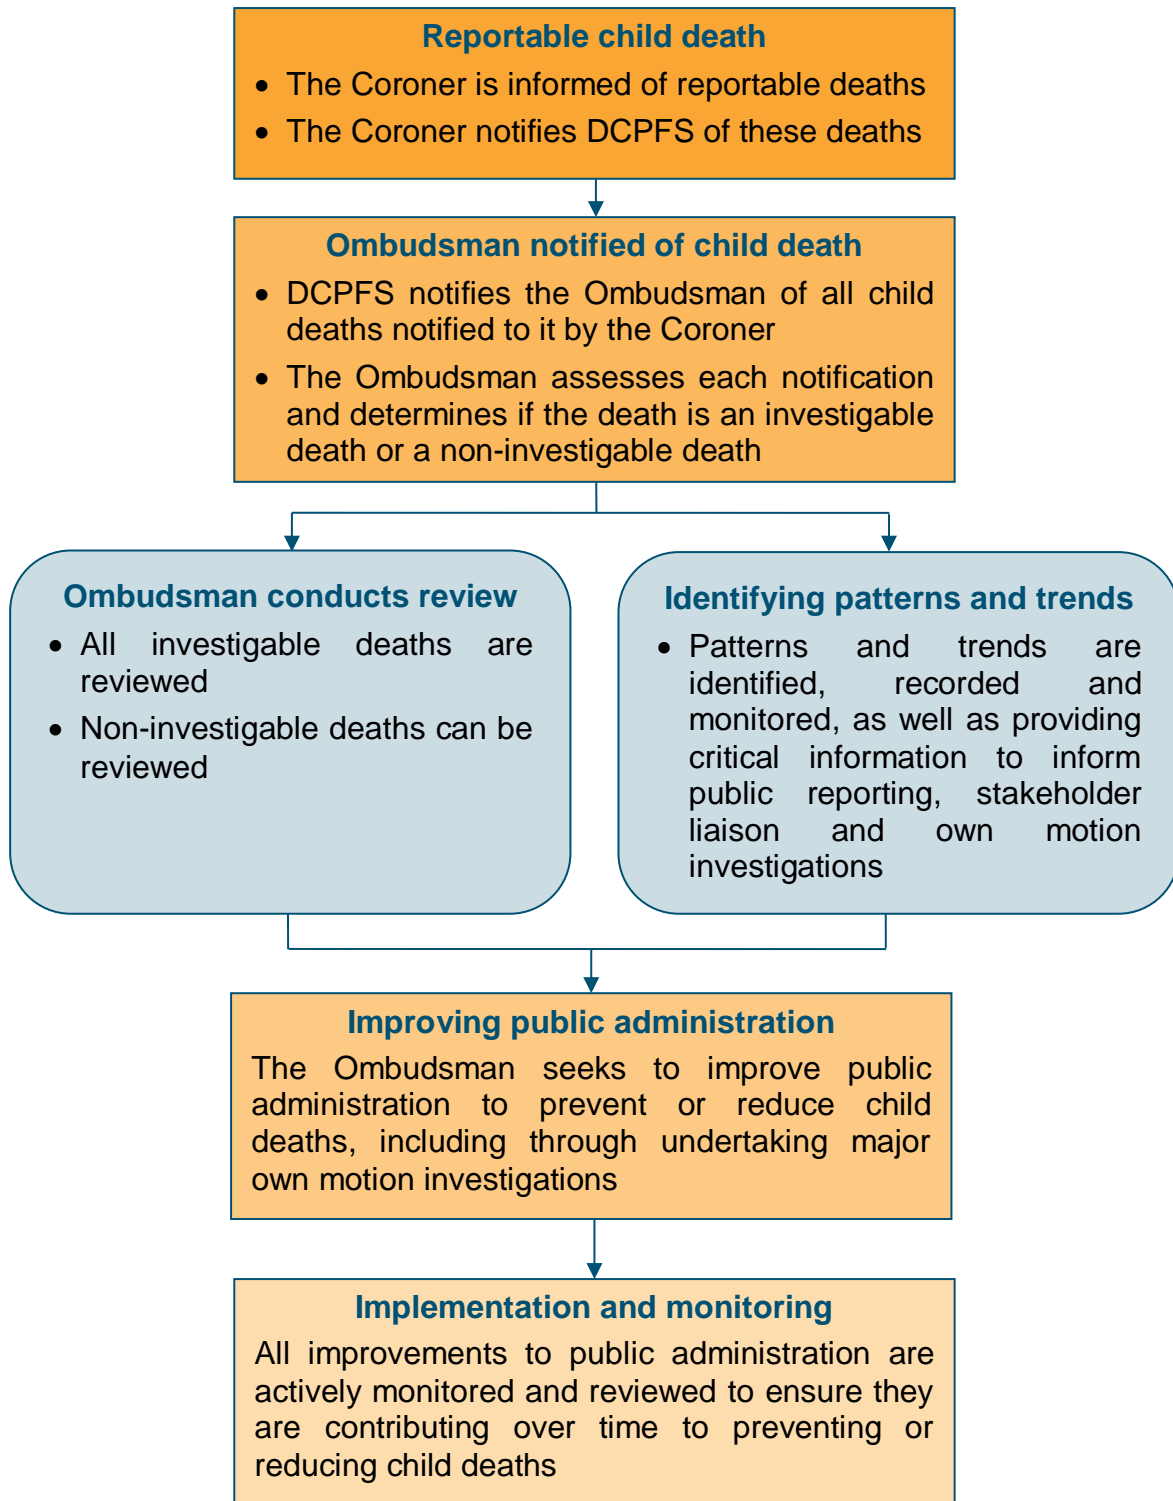 Reportable child death
• The Coroner is informed of reportable deaths
• The Coroner notifies DCPFS of these deaths
Ombudsman notified of child death
• DCPFS notifies the Ombudsman of all child
deaths notified to it by the Coroner
• The Ombudsman assesses each notification
and determines if the death is an investigable
death or a non-investigable death
Ombudsman conducts review
• All investigable deaths are
reviewed
• Non-investigable deaths can be
reviewed
Identifying patterns and trends
• Patterns and trends are
identified, recorded and
monitored, as well as providing
critical information to inform
public reporting, stakeholder
liaison and own motion
investigations
Improving public administration
The Ombudsman seeks to improve public
administration to prevent or reduce child
deaths, including through undertaking major
own motion investigations
Implementation and monitoring
All improvements to public administration are
actively monitored and reviewed to ensure they
are contributing over time to preventing or
reducing child deaths